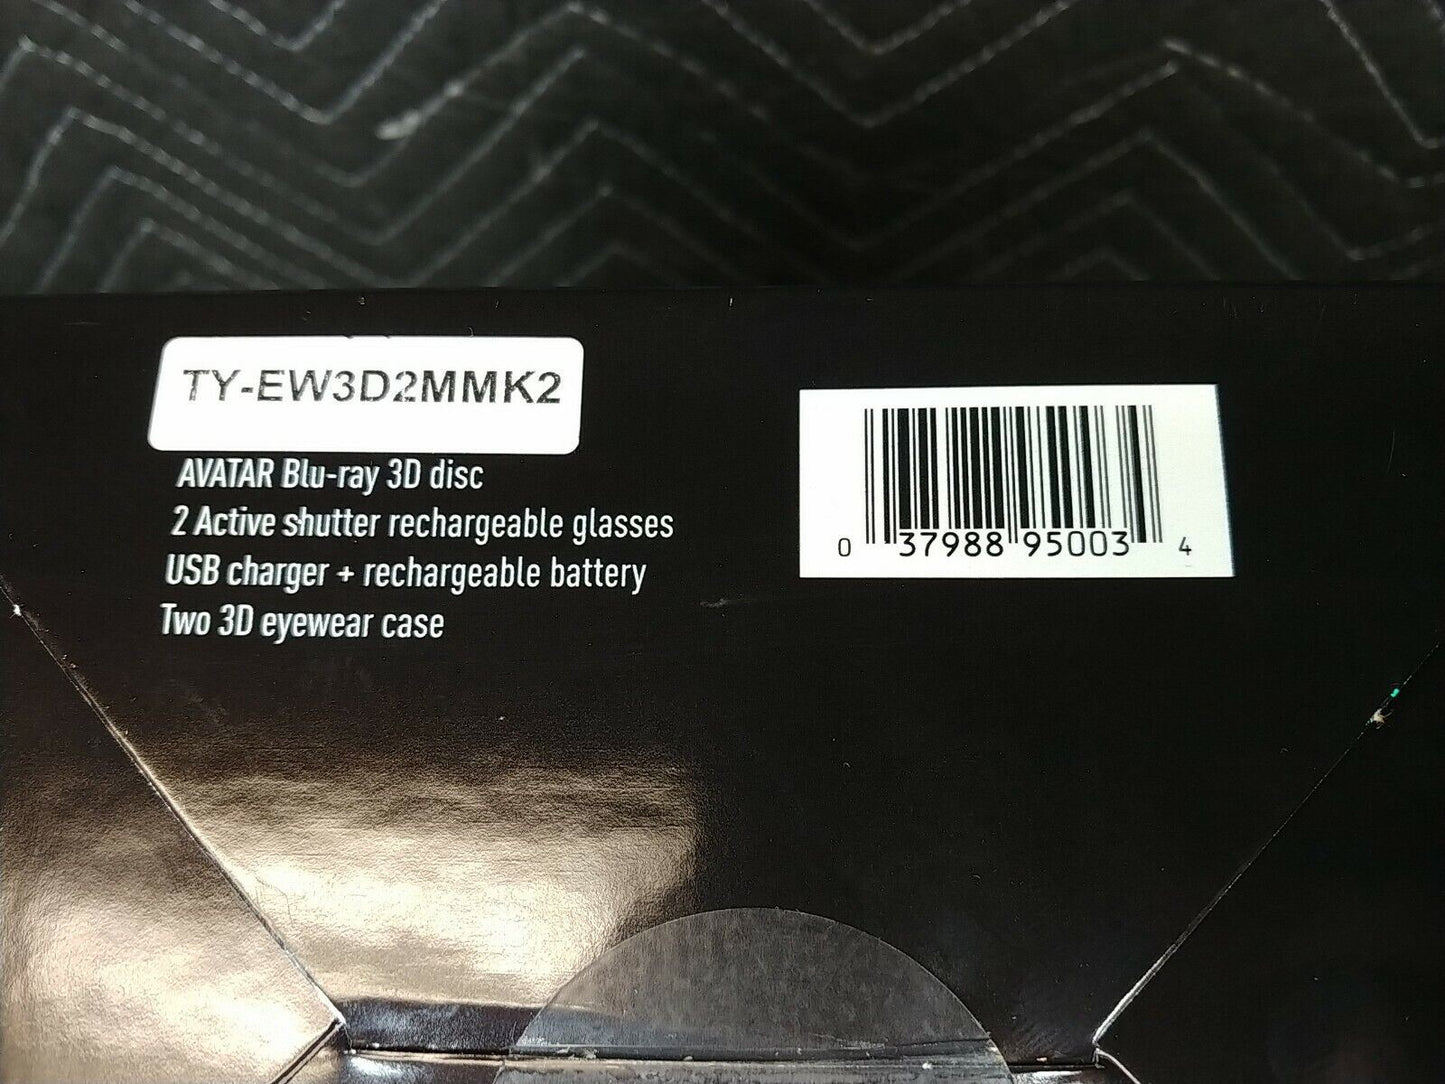 TY-EW3D2MMK2
AVATAR Blu-ray 3D disc
2 Active shutter rechargeable glasses
USB charger + rechargeable battery
Two 3D eyewear case
0 37988 95003 4